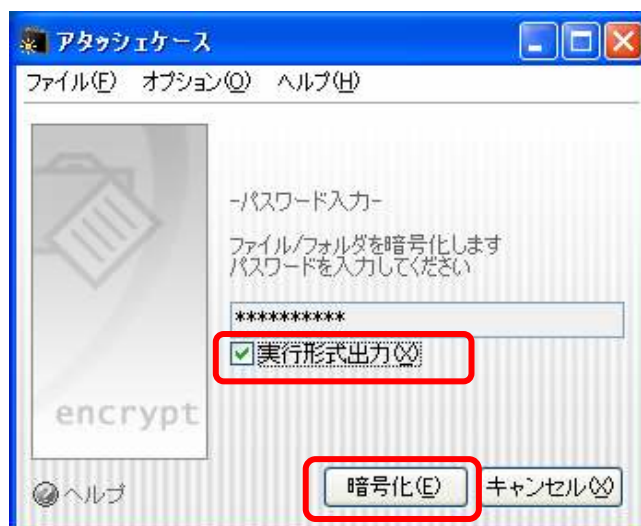 アタッシェケース
ファイル(F) オプション(O) ヘルプ(H)
-パスワード入力-
ファイル/フォルダを暗号化します
パスワードを入力してください
**********
実行形式出力(X)
encrypt
ヘルプ
暗号化(E) キャンセル(X)